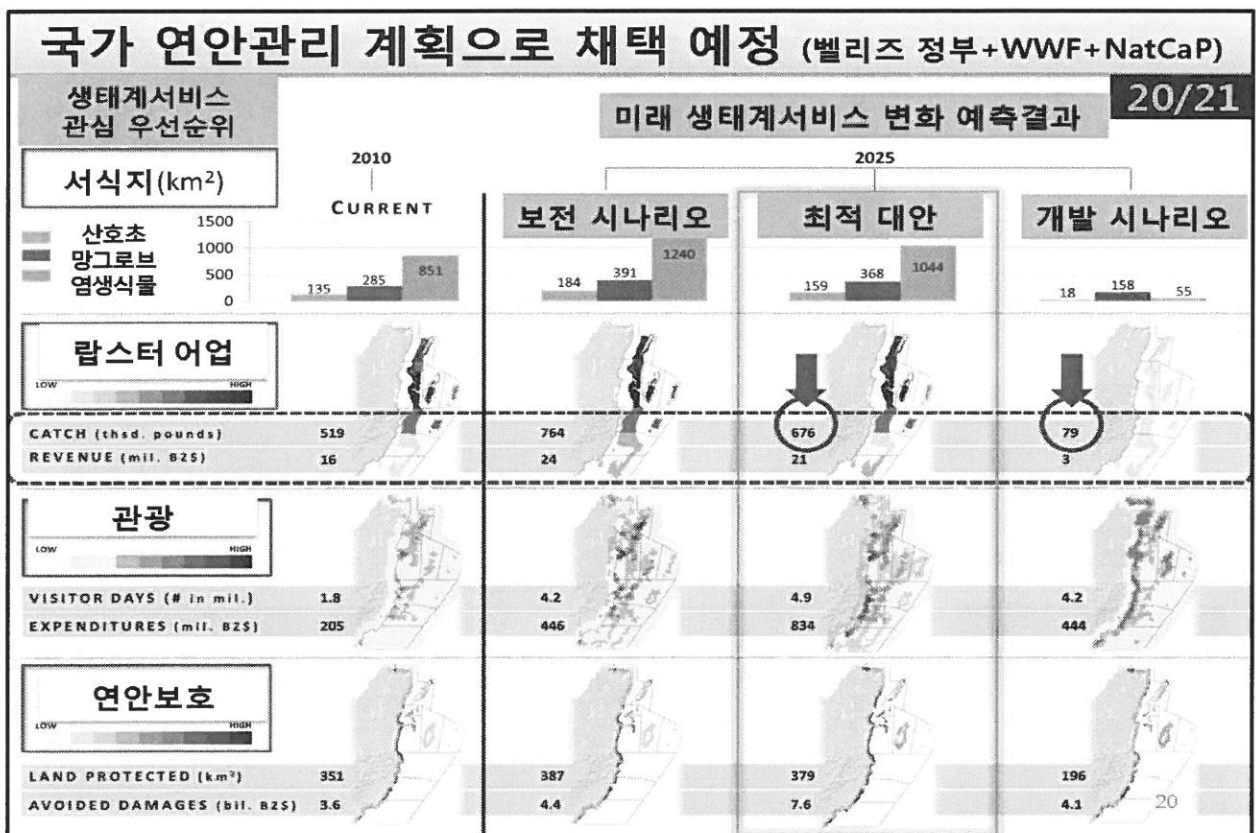 국가 연안관리 계획으로 채택 예정 (벨리즈 정부+WWF+NatCaP)
20/21
생태계서비스
관심 우선순위
미래 생태계서비스 변화 예측결과
2010
2025
서식지(km²)
CURRENT
보전 시나리오
최적 대안
개발 시나리오
산호초
망그로브
염생식물
1500
1000
500
0
135 285 851
184 391 1240
159 368 1044
18 158 55
랍스터 어업
LOW HIGH
CATCH (thsd. pounds) 519 764 676 79
REVENUE (mil. BZ$) 16 24 21 3
관광
LOW HIGH
VISITOR DAYS (# in mil.) 1.8 4.2 4.9 4.2
EXPENDITURES (mil. BZ$) 205 446 834 444
연안보호
LOW HIGH
LAND PROTECTED (km²) 351 387 379 196
AVOIDED DAMAGES (bil. BZ$) 3.6 4.4 7.6 4.1
20